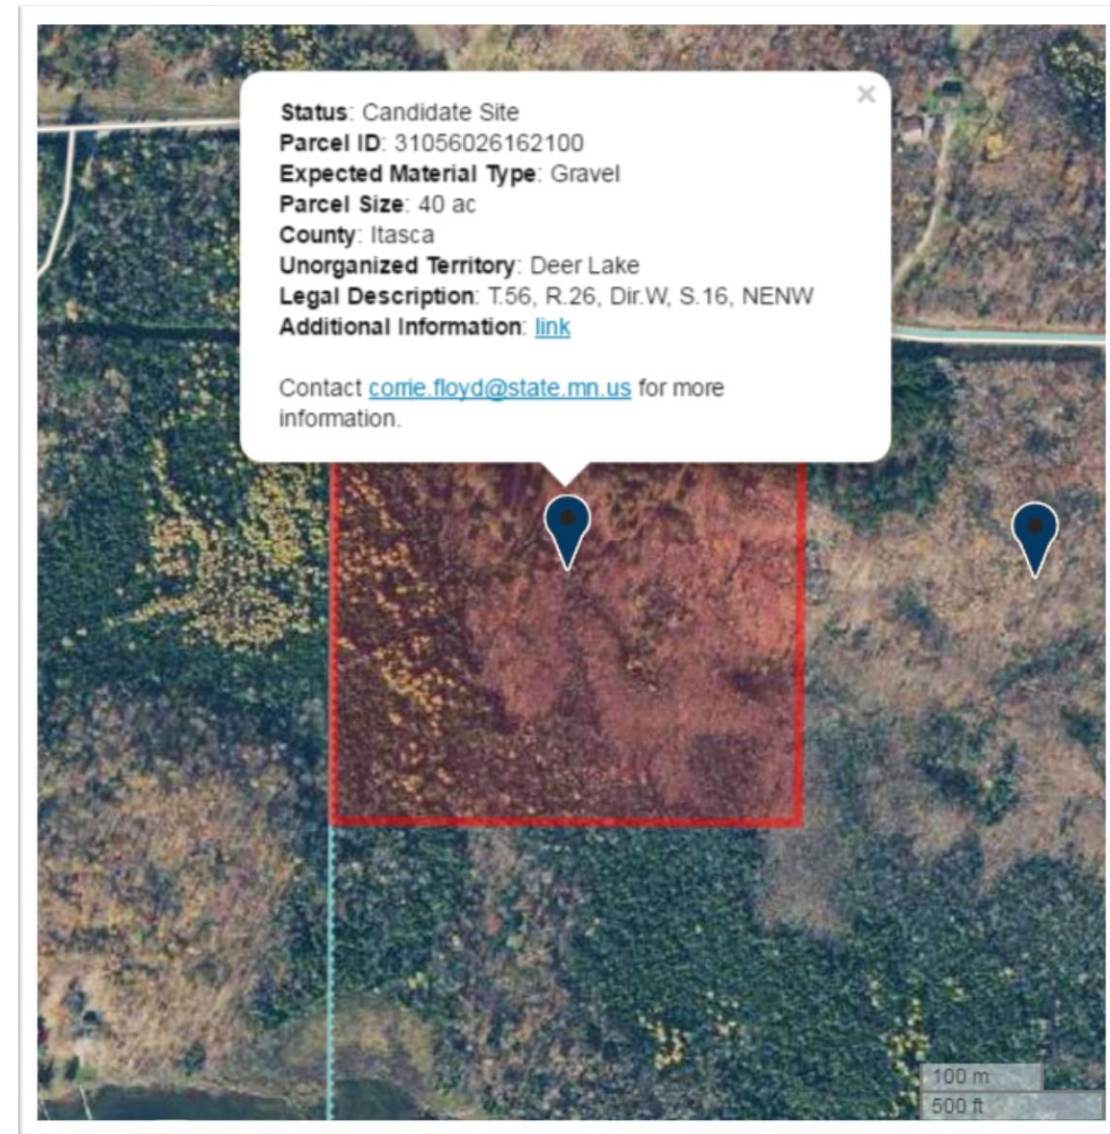 ×
Status: Candidate Site
Parcel ID: 31056026162100
Expected Material Type: Gravel
Parcel Size: 40 ac
County: Itasca
Unorganized Territory: Deer Lake
Legal Description: T.56, R.26, Dir.W, S.16, NENW
Additional Information: link
Contact corrie.floyd@state.mn.us for more
information.
100 m
500 ft